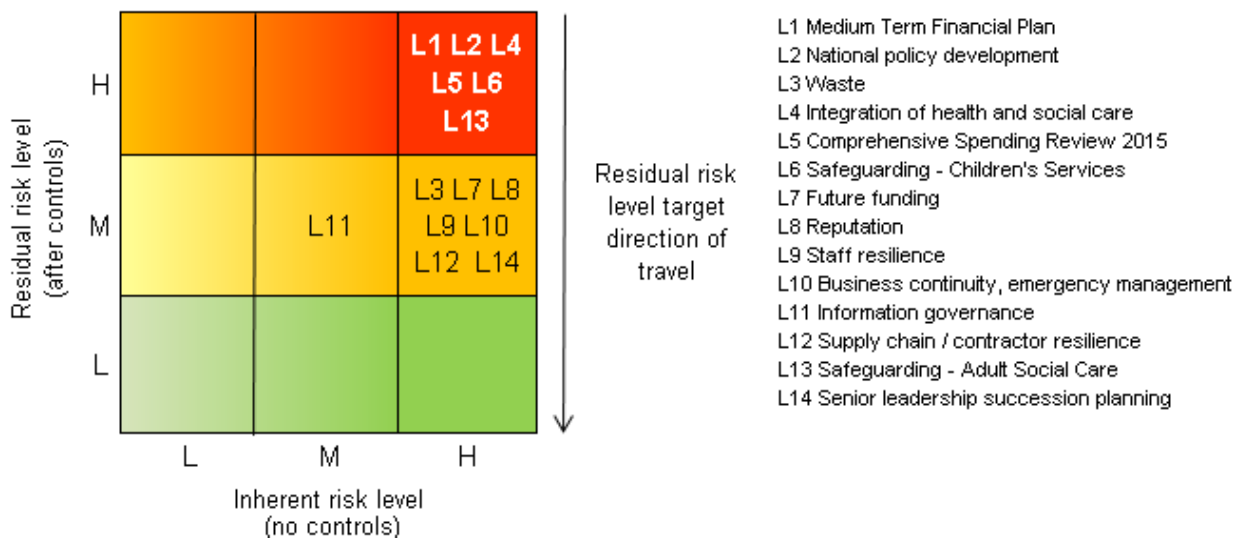 Residual risk level
(after controls)
H
M
L
L1 L2 L4
L5 L6
L13
L11
L3 L7 L8
L9 L10
L12 L14
L
M
H
Inherent risk level
(no controls)
Residual risk
level target
direction of
travel
L1 Medium Term Financial Plan
L2 National policy development
L3 Waste
L4 Integration of health and social care
L5 Comprehensive Spending Review 2015
L6 Safeguarding - Children's Services
L7 Future funding
L8 Reputation
L9 Staff resilience
L10 Business continuity, emergency management
L11 Information governance
L12 Supply chain / contractor resilience
L13 Safeguarding - Adult Social Care
L14 Senior leadership succession planning